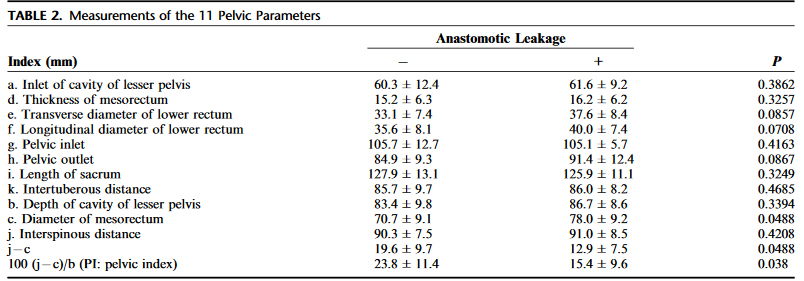 TABLE 2. Measurements of the 11 Pelvic Parameters
Anastomotic Leakage
Index (mm) − + P
a. Inlet of cavity of lesser pelvis 60.3 ± 12.4 61.6 ± 9.2 0.3862
d. Thickness of mesorectum 15.2 ± 6.3 16.2 ± 6.2 0.3257
e. Transverse diameter of lower rectum 33.1 ± 7.4 37.6 ± 8.4 0.0857
f. Longitudinal diameter of lower rectum 35.6 ± 8.1 40.0 ± 7.4 0.0708
g. Pelvic inlet 105.7 ± 12.7 105.1 ± 5.7 0.4163
h. Pelvic outlet 84.9 ± 9.3 91.4 ± 12.4 0.0867
i. Length of sacrum 127.9 ± 13.1 125.9 ± 11.1 0.3249
k. Intertuberous distance 85.7 ± 9.7 86.0 ± 8.2 0.4685
b. Depth of cavity of lesser pelvis 83.4 ± 9.8 86.7 ± 8.6 0.3394
c. Diameter of mesorectum 70.7 ± 9.1 78.0 ± 9.2 0.0488
j. Interspinous distance 90.3 ± 7.5 91.0 ± 8.5 0.4208
j−c 19.6 ± 9.7 12.9 ± 7.5 0.0488
100 (j−c)/b (PI: pelvic index) 23.8 ± 11.4 15.4 ± 9.6 0.038